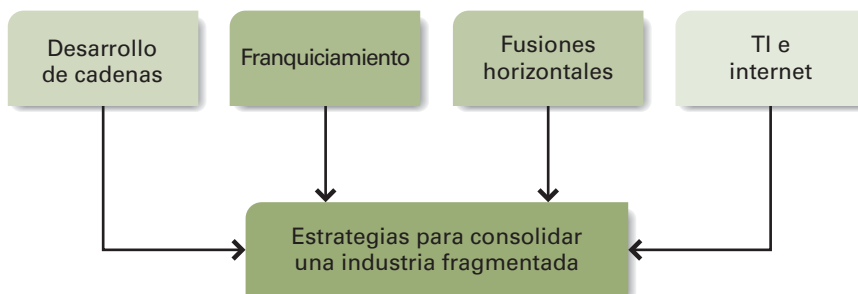 Desarrollo
de cadenas
Franquiciamiento
Fusiones
horizontales
TI e
internet
Estrategias para consolidar
una industria fragmentada